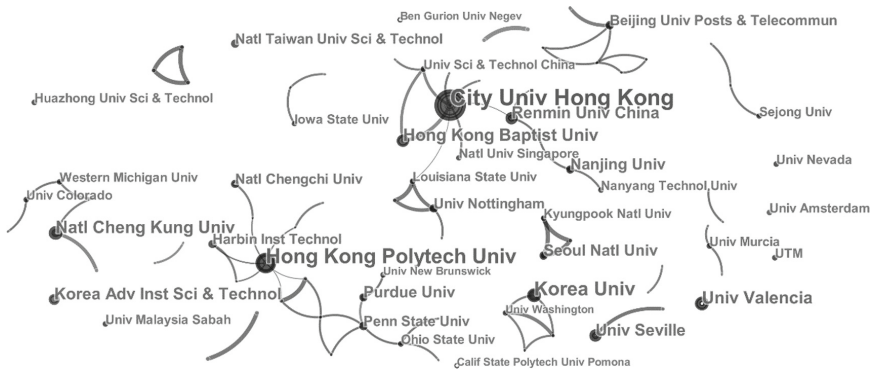 Ben Gurion Univ Negev
Beijing Univ Posts & Telecommun
Natl Taiwan Univ Sci & Technol
Univ Sci & Technol China
Huazhong Univ Sci & Technol
City Univ Hong Kong
Renmin Univ China
Sejong Univ
Iowa State Univ
Hong Kong Baptist Univ
Natl Univ Singapore
Nanjing Univ
Univ Nevada
Western Michigan Univ
Natl Chengchi Univ
Louisiana State Univ
Nanyang Technol Univ
Univ Colorado
Univ Nottingham
Kyungpook Natl Univ
Univ Amsterdam
Natl Cheng Kung Univ
Harbin Inst Technol
Univ Murcia
Hong Kong Polytech Univ
Seoul Natl Univ
UTM
Univ New Brunswick
Korea Adv Inst Sci & Technol
Purdue Univ
Korea Univ
Univ Valencia
Univ Washington
Univ Malaysia Sabah
Penn State Univ
Univ Seville
Ohio State Univ
Calif State Polytech Univ Pomona